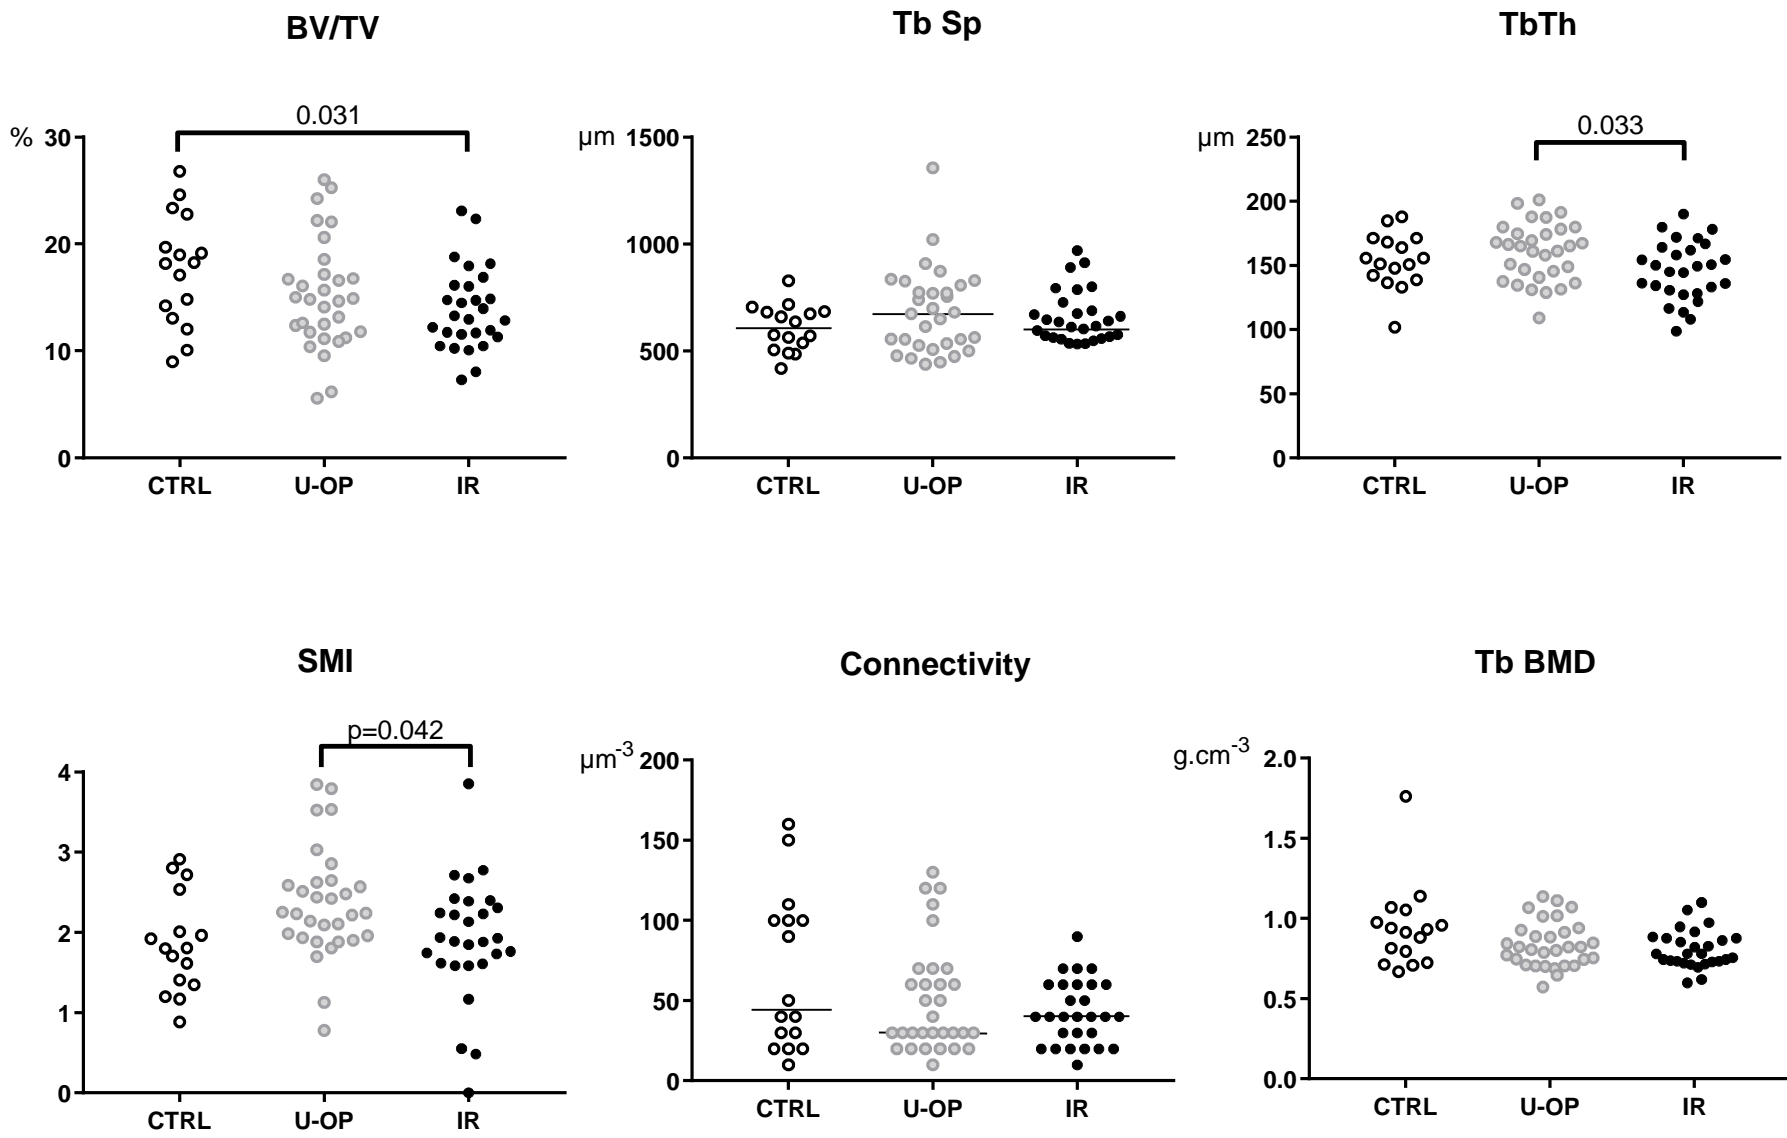 BV/TV
Tb Sp
TbTh
0.031
0.033
% 30
20
10
0
CTRL U-OP IR
µm 1500
1000
500
0
CTRL U-OP IR
µm 250
200
150
100
50
0
CTRL U-OP IR
SMI
Connectivity
Tb BMD
p=0.042
4
3
2
1
0
CTRL U-OP IR
µm-3 200
150
100
50
0
CTRL U-OP IR
g.cm-3 2.0
1.5
1.0
0.5
0.0
CTRL U-OP IR